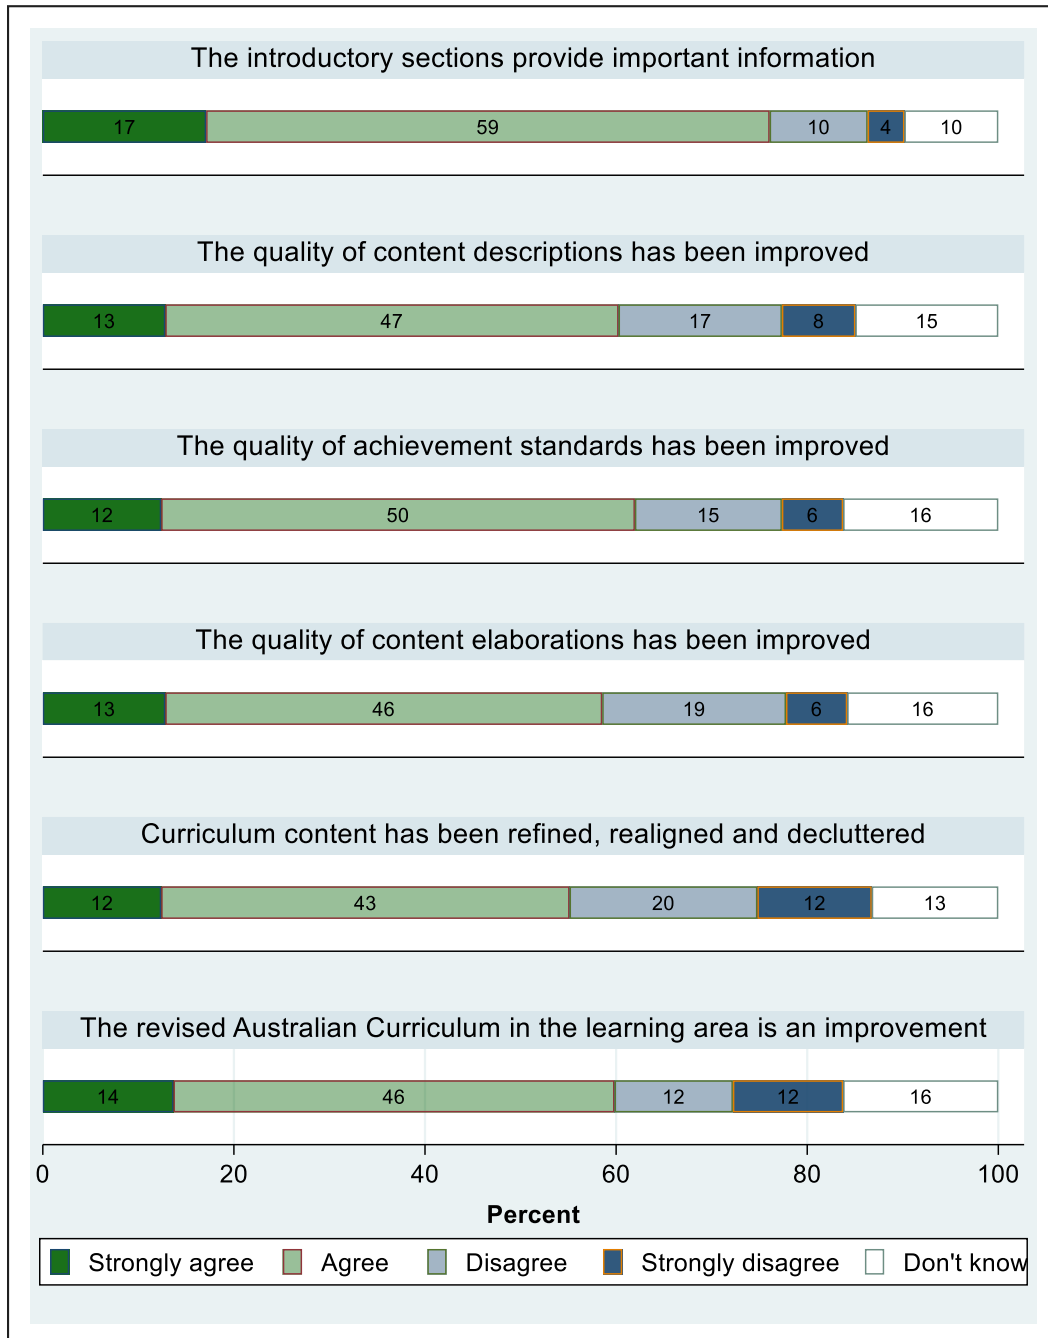 The introductory sections provide important information
17 59 10 4 10
The quality of content descriptions has been improved
13 47 17 8 15
The quality of achievement standards has been improved
12 50 15 6 16
The quality of content elaborations has been improved
13 46 19 6 16
Curriculum content has been refined, realigned and decluttered
12 43 20 12 13
The revised Australian Curriculum in the learning area is an improvement
14 46 12 12 16
0 20 40 60 80 100
Percent
Strongly agree Agree Disagree Strongly disagree Don't know